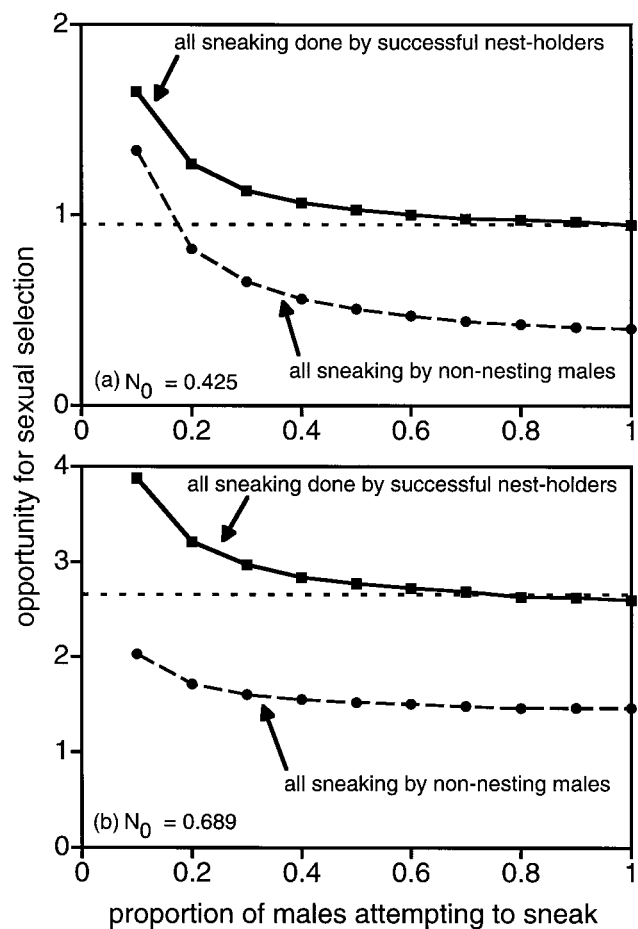 2
all sneaking done by successful nest-holders
1
all sneaking by non-nesting males
(a) N0 = 0.425
0
0 0.2 0.4 0.6 0.8 1
opportunity for sexual selection
4
all sneaking done by successful nest-holders
3
2
1
all sneaking by non-nesting males
(b) N0 = 0.689
0
0 0.2 0.4 0.6 0.8 1
proportion of males attempting to sneak